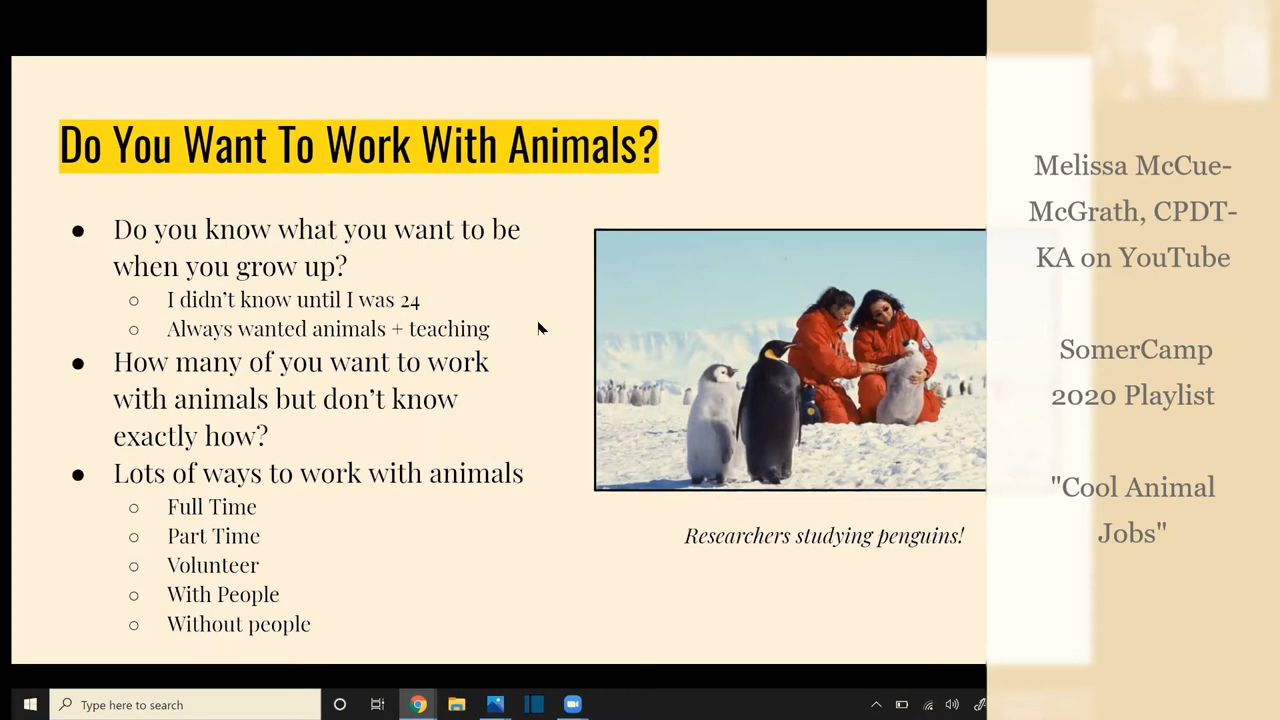 Do You Want To Work With Animals?
● Do you know what you want to be
when you grow up?
○ I didn't know until I was 24
○ Always wanted animals + teaching
● How many of you want to work
with animals but don't know
exactly how?
● Lots of ways to work with animals
○ Full Time
○ Part Time
○ Volunteer
○ With People
○ Without people
Researchers studying penguins!
Melissa McCue-
McGrath, CPDT-
KA on YouTube
SomerCamp
2020 Playlist
"Cool Animal
Jobs"
Type here to search